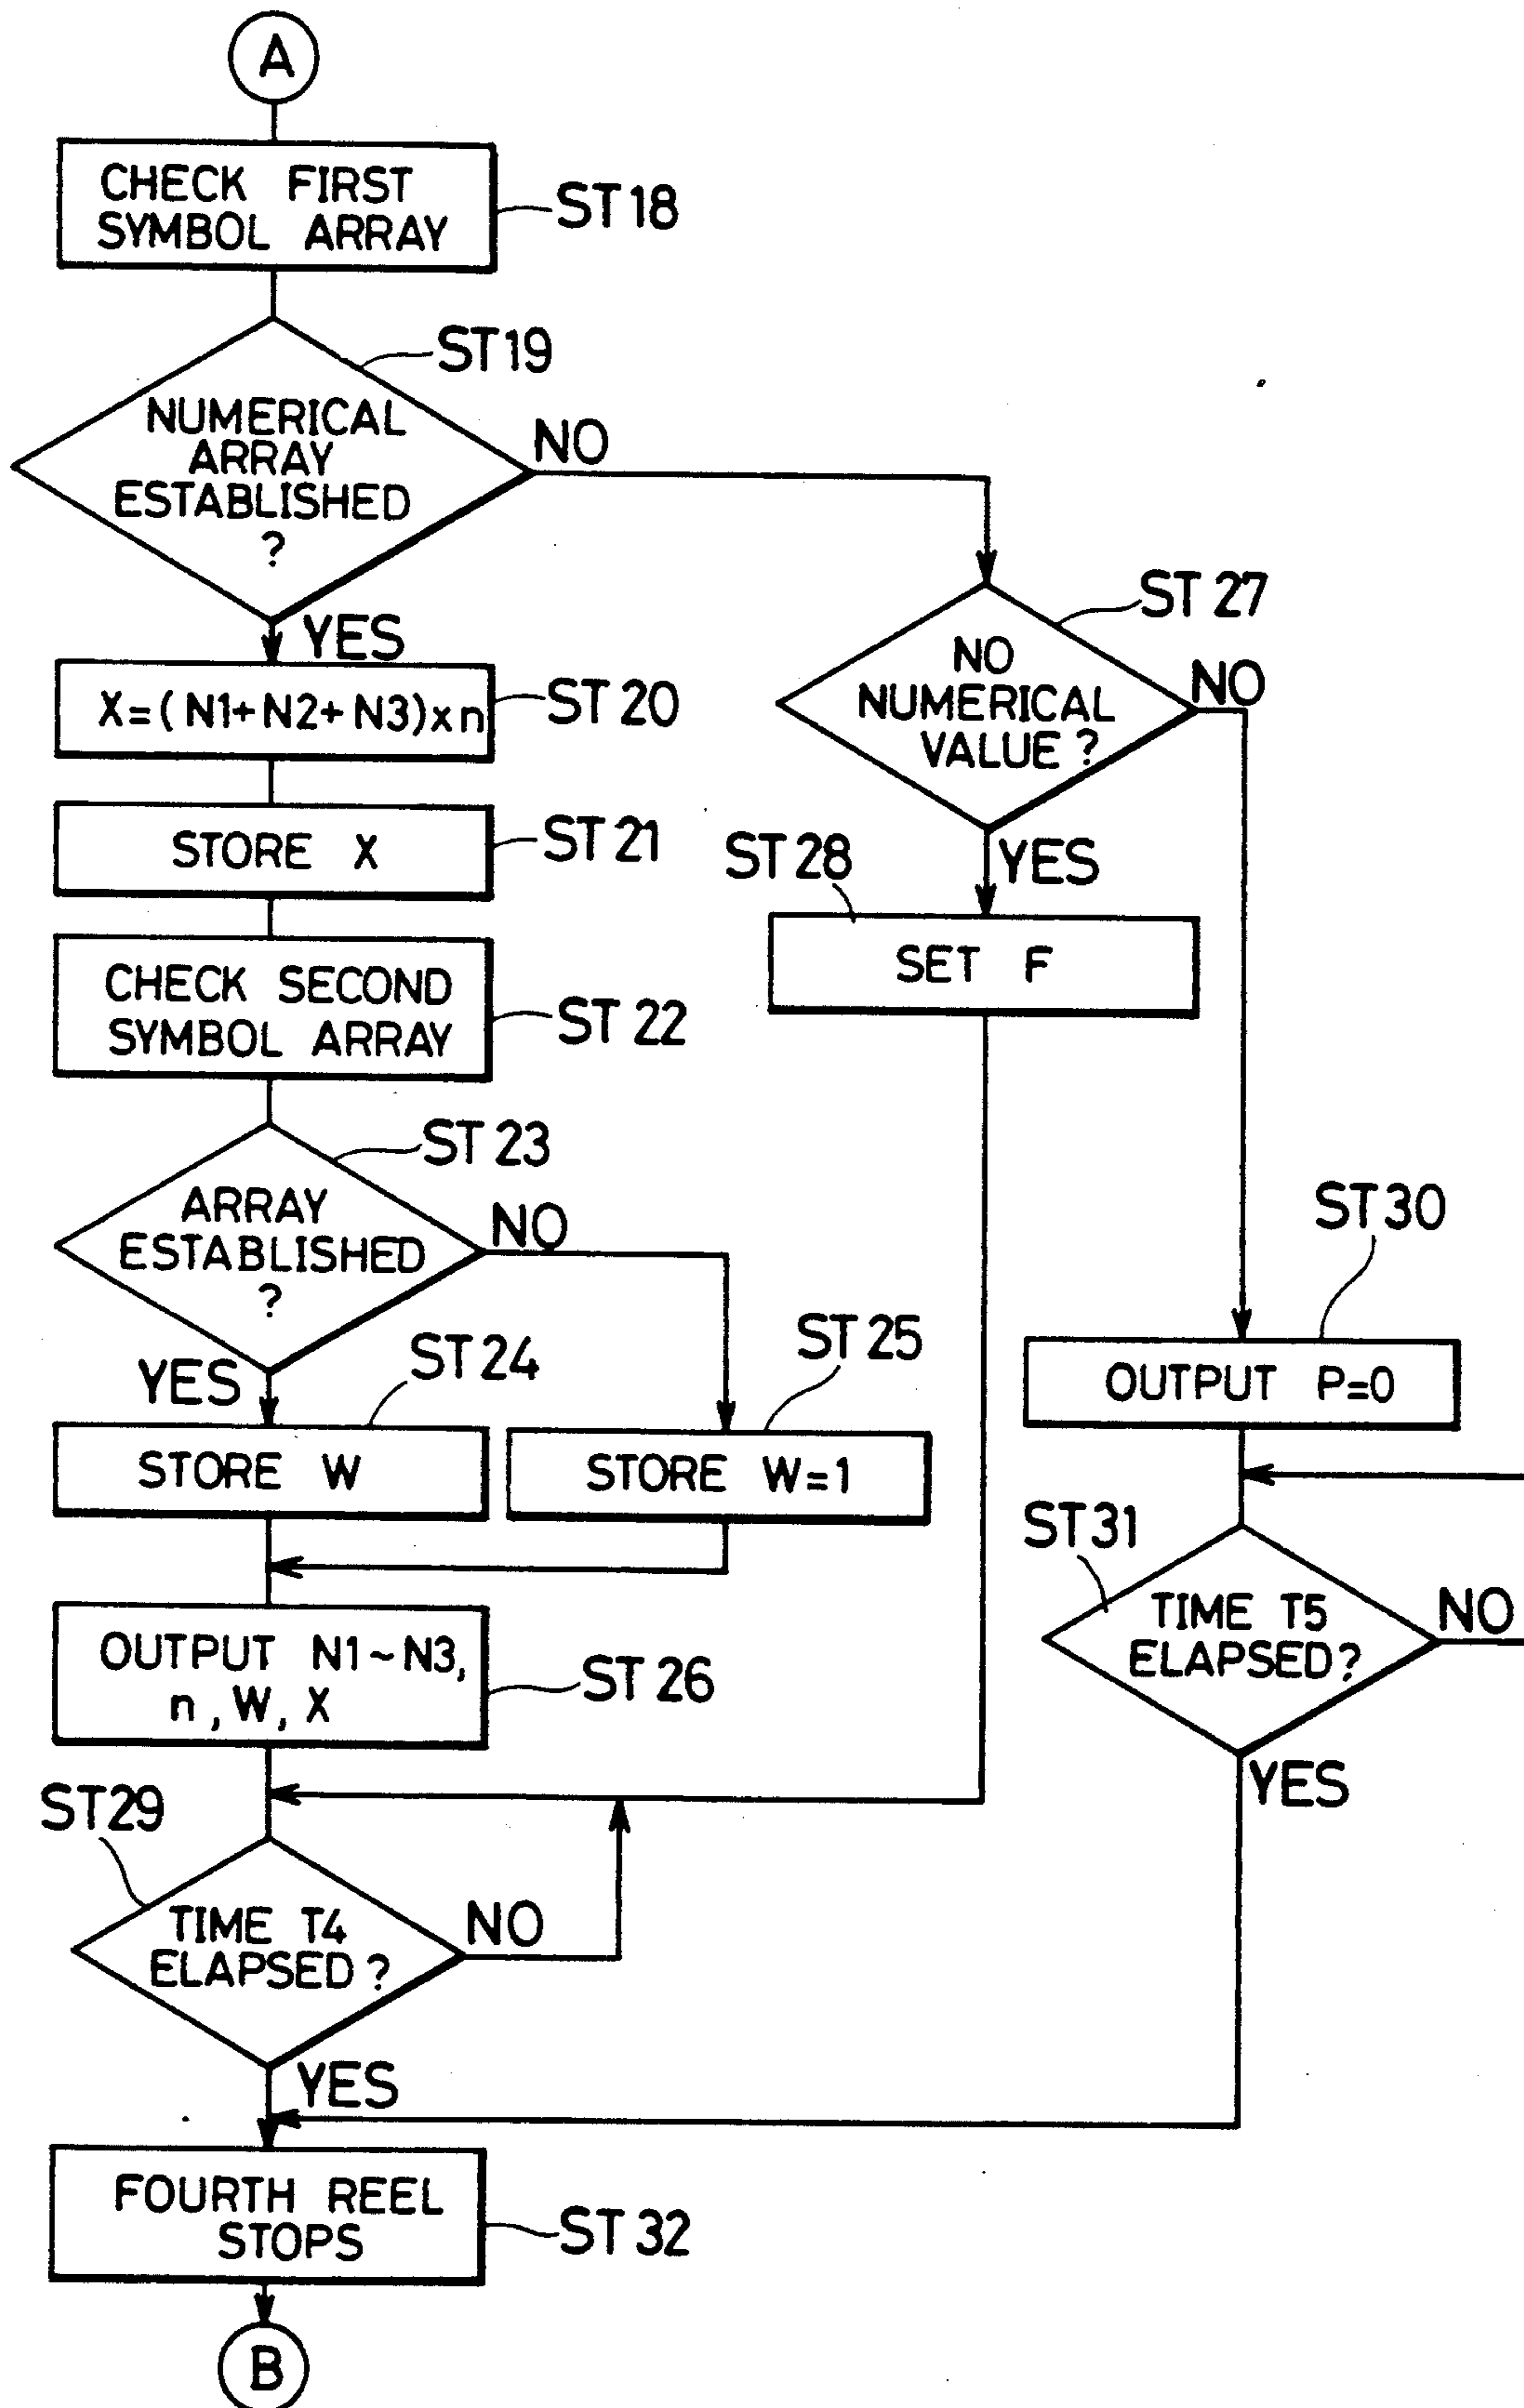 A
CHECK FIRST
SYMBOL ARRAY
ST18
ST19
NUMERICAL
ARRAY
ESTABLISHED
?
NO
YES
ST27
NO
NUMERICAL
VALUE?
NO
YES
X=(N1+N2+N3)×n
ST20
STORE X
ST21
ST28
SET F
CHECK SECOND
SYMBOL ARRAY
ST22
ST23
ARRAY
ESTABLISHED
?
NO
YES
ST24
STORE W
ST25
STORE W=1
ST30
OUTPUT P=0
ST31
TIME T5
ELAPSED?
NO
YES
OUTPUT N1~N3,
n, W, X
ST26
ST29
TIME T4
ELAPSED?
NO
YES
FOURTH REEL
STOPS
ST32
B